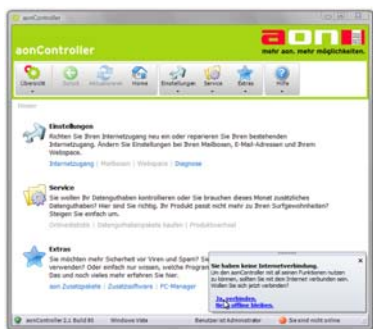 aonController
aonController
aon
mehr aon. mehr möglichkeiten.
Übersicht
Zurück
Aktualisieren
Home
Einstellungen
Service
Extras
Hilfe
Home
Einstellungen
Richten Sie Ihren Internetzugang neu ein oder reparieren Sie Ihren bestehenden
Internetzugang. Ändern Sie Einstellungen bei Ihren Mailboxen, E-Mail-Adressen und Ihrem
Webspace.
Internetzugang | Mailboxen | Webspace | Diagnose
Service
Sie wollen Ihr Datenguthaben kontrollieren oder Sie brauchen dieses Monat zusätzliches
Datenguthaben? Hier sind Sie richtig. Ihr Produkt passt nicht mehr zu Ihren Surfgewohnheiten?
Steigen Sie einfach um.
Onlinekosten | Datenguthabenpakete kaufen | Produktwechsel
Extras
Sie möchten mehr Sicherheit vor Viren und Spam? Sie
verwenden? Oder einfach nur wissen, welche Program
Das und noch vieles mehr erfahren Sie hier.
aon Zusatzpakete | Zusatzsoftware | PC-Manager
Sie haben keine Internetverbindung.
Um den aonController mit all seinen Funktionen nutzen
zu können, sollten Sie mit dem Internet verbunden sein.
Wollen Sie sich jetzt verbinden?
Ja, verbinden.
Nein, offline bleiben.
aonController 2.1 Build 80
Windows Vista
Benutzer ist Administrator
Sie sind nicht online